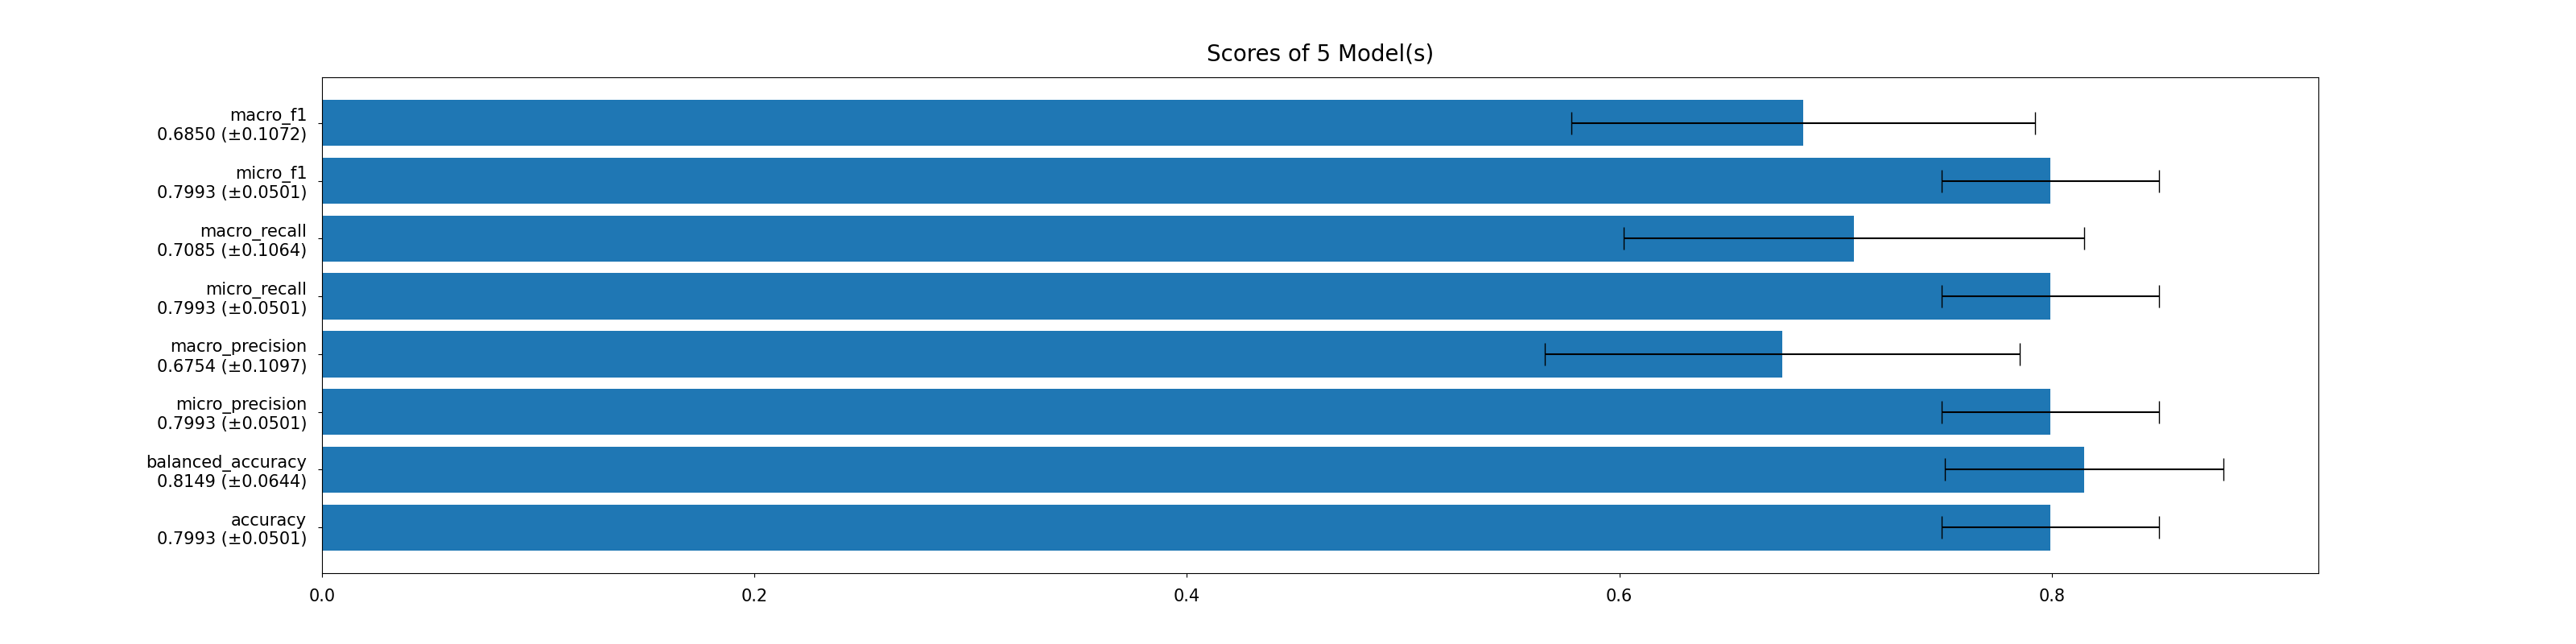 Scores of 5 Model(s)
macro_f1
0.6850 (±0.1072)
micro_f1
0.7993 (±0.0501)
macro_recall
0.7085 (±0.1064)
micro_recall
0.7993 (±0.0501)
macro_precision
0.6754 (±0.1097)
micro_precision
0.7993 (±0.0501)
balanced_accuracy
0.8149 (±0.0644)
accuracy
0.7993 (±0.0501)
0.0 0.2 0.4 0.6 0.8